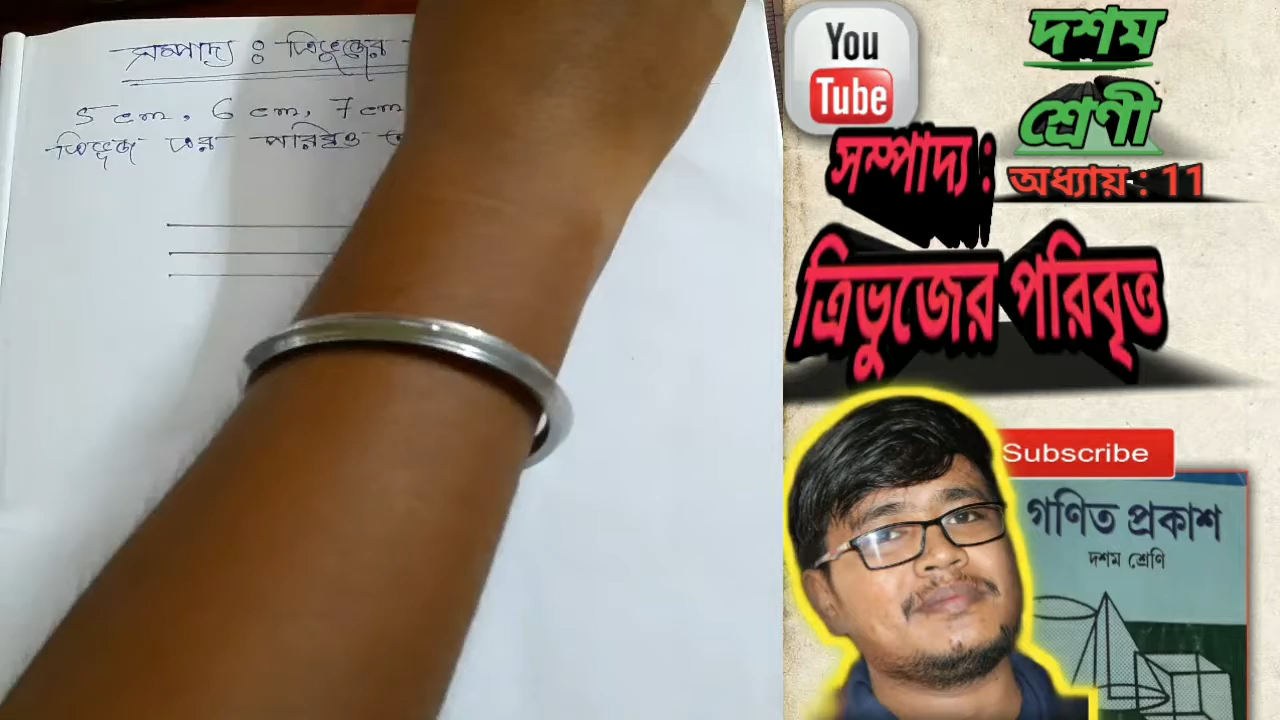 সম্পাদ্য : ত্রিভুজের
5 cm, 6 cm, 7 cm
ত্রিভুজ পরিবৃত্ত
You
Tube
দশম
শ্রেণী
সম্পাদ্য :
অধ্যায় : 11
ত্রিভুজের পরিবৃত্ত
Subscribe
গণিত প্রকাশ
দশম শ্রেণি